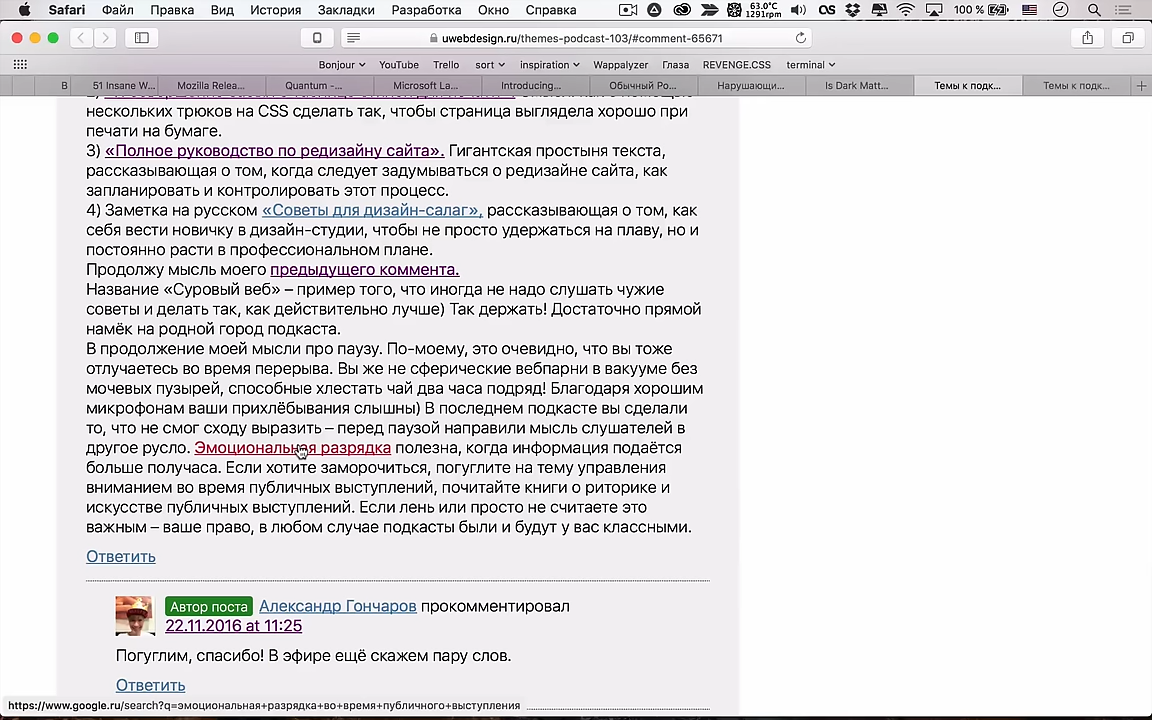 Safari Файл Правка Вид История Закладки Разработка Окно Справка 63.0°C 1291rpm 100 %
uwebdesign.ru/themes-podcast-103/#comment-65671
Bonjour YouTube Trello sort inspiration Wappalyzer Глаза REVENGE.CSS terminal
B 51 Insane W... Mozilla Relea... Quantum -... Microsoft La... Introducing... Обычный Ро... Нарушающи... Is Dark Matt... Темы к подк... Темы к подк...
нескольких трюков на CSS сделать так, чтобы страница выглядела хорошо при
печати на бумаге.
3) «Полное руководство по редизайну сайта». Гигантская простыня текста,
рассказывающая о том, когда следует задумываться о редизайне сайта, как
запланировать и контролировать этот процесс.
4) Заметка на русском «Советы для дизайн-салаг», рассказывающая о том, как
себя вести новичку в дизайн-студии, чтобы не просто удержаться на плаву, но и
постоянно расти в профессиональном плане.
Продолжу мысль моего предыдущего коммента.
Название «Суровый веб» – пример того, что иногда не надо слушать чужие
советы и делать так, как действительно лучше) Так держать! Достаточно прямой
намёк на родной город подкаста.
В продолжение моей мысли про паузу. По-моему, это очевидно, что вы тоже
отлучаетесь во время перерыва. Вы же не сферические вебпарни в вакууме без
мочевых пузырей, способные хлестать чай два часа подряд! Благодаря хорошим
микрофонам ваши прихлёбывания слышны) В последнем подкасте вы сделали
то, что не смог сходу выразить – перед паузой направили мысль слушателей в
другое русло. Эмоциональная разрядка полезна, когда информация подаётся
больше получаса. Если хотите заморочиться, погуглите на тему управления
вниманием во время публичных выступлений, почитайте книги о риторике и
искусстве публичных выступлений. Если лень или просто не считаете это
важным – ваше право, в любом случае подкасты были и будут у вас классными.
Ответить
Автор поста Александр Гончаров прокомментировал
22.11.2016 at 11:25
Погуглим, спасибо! В эфире ещё скажем пару слов.
Ответить
https://www.google.ru/search?q=эмоциональная+разрядка+во+время+публичного+выступления